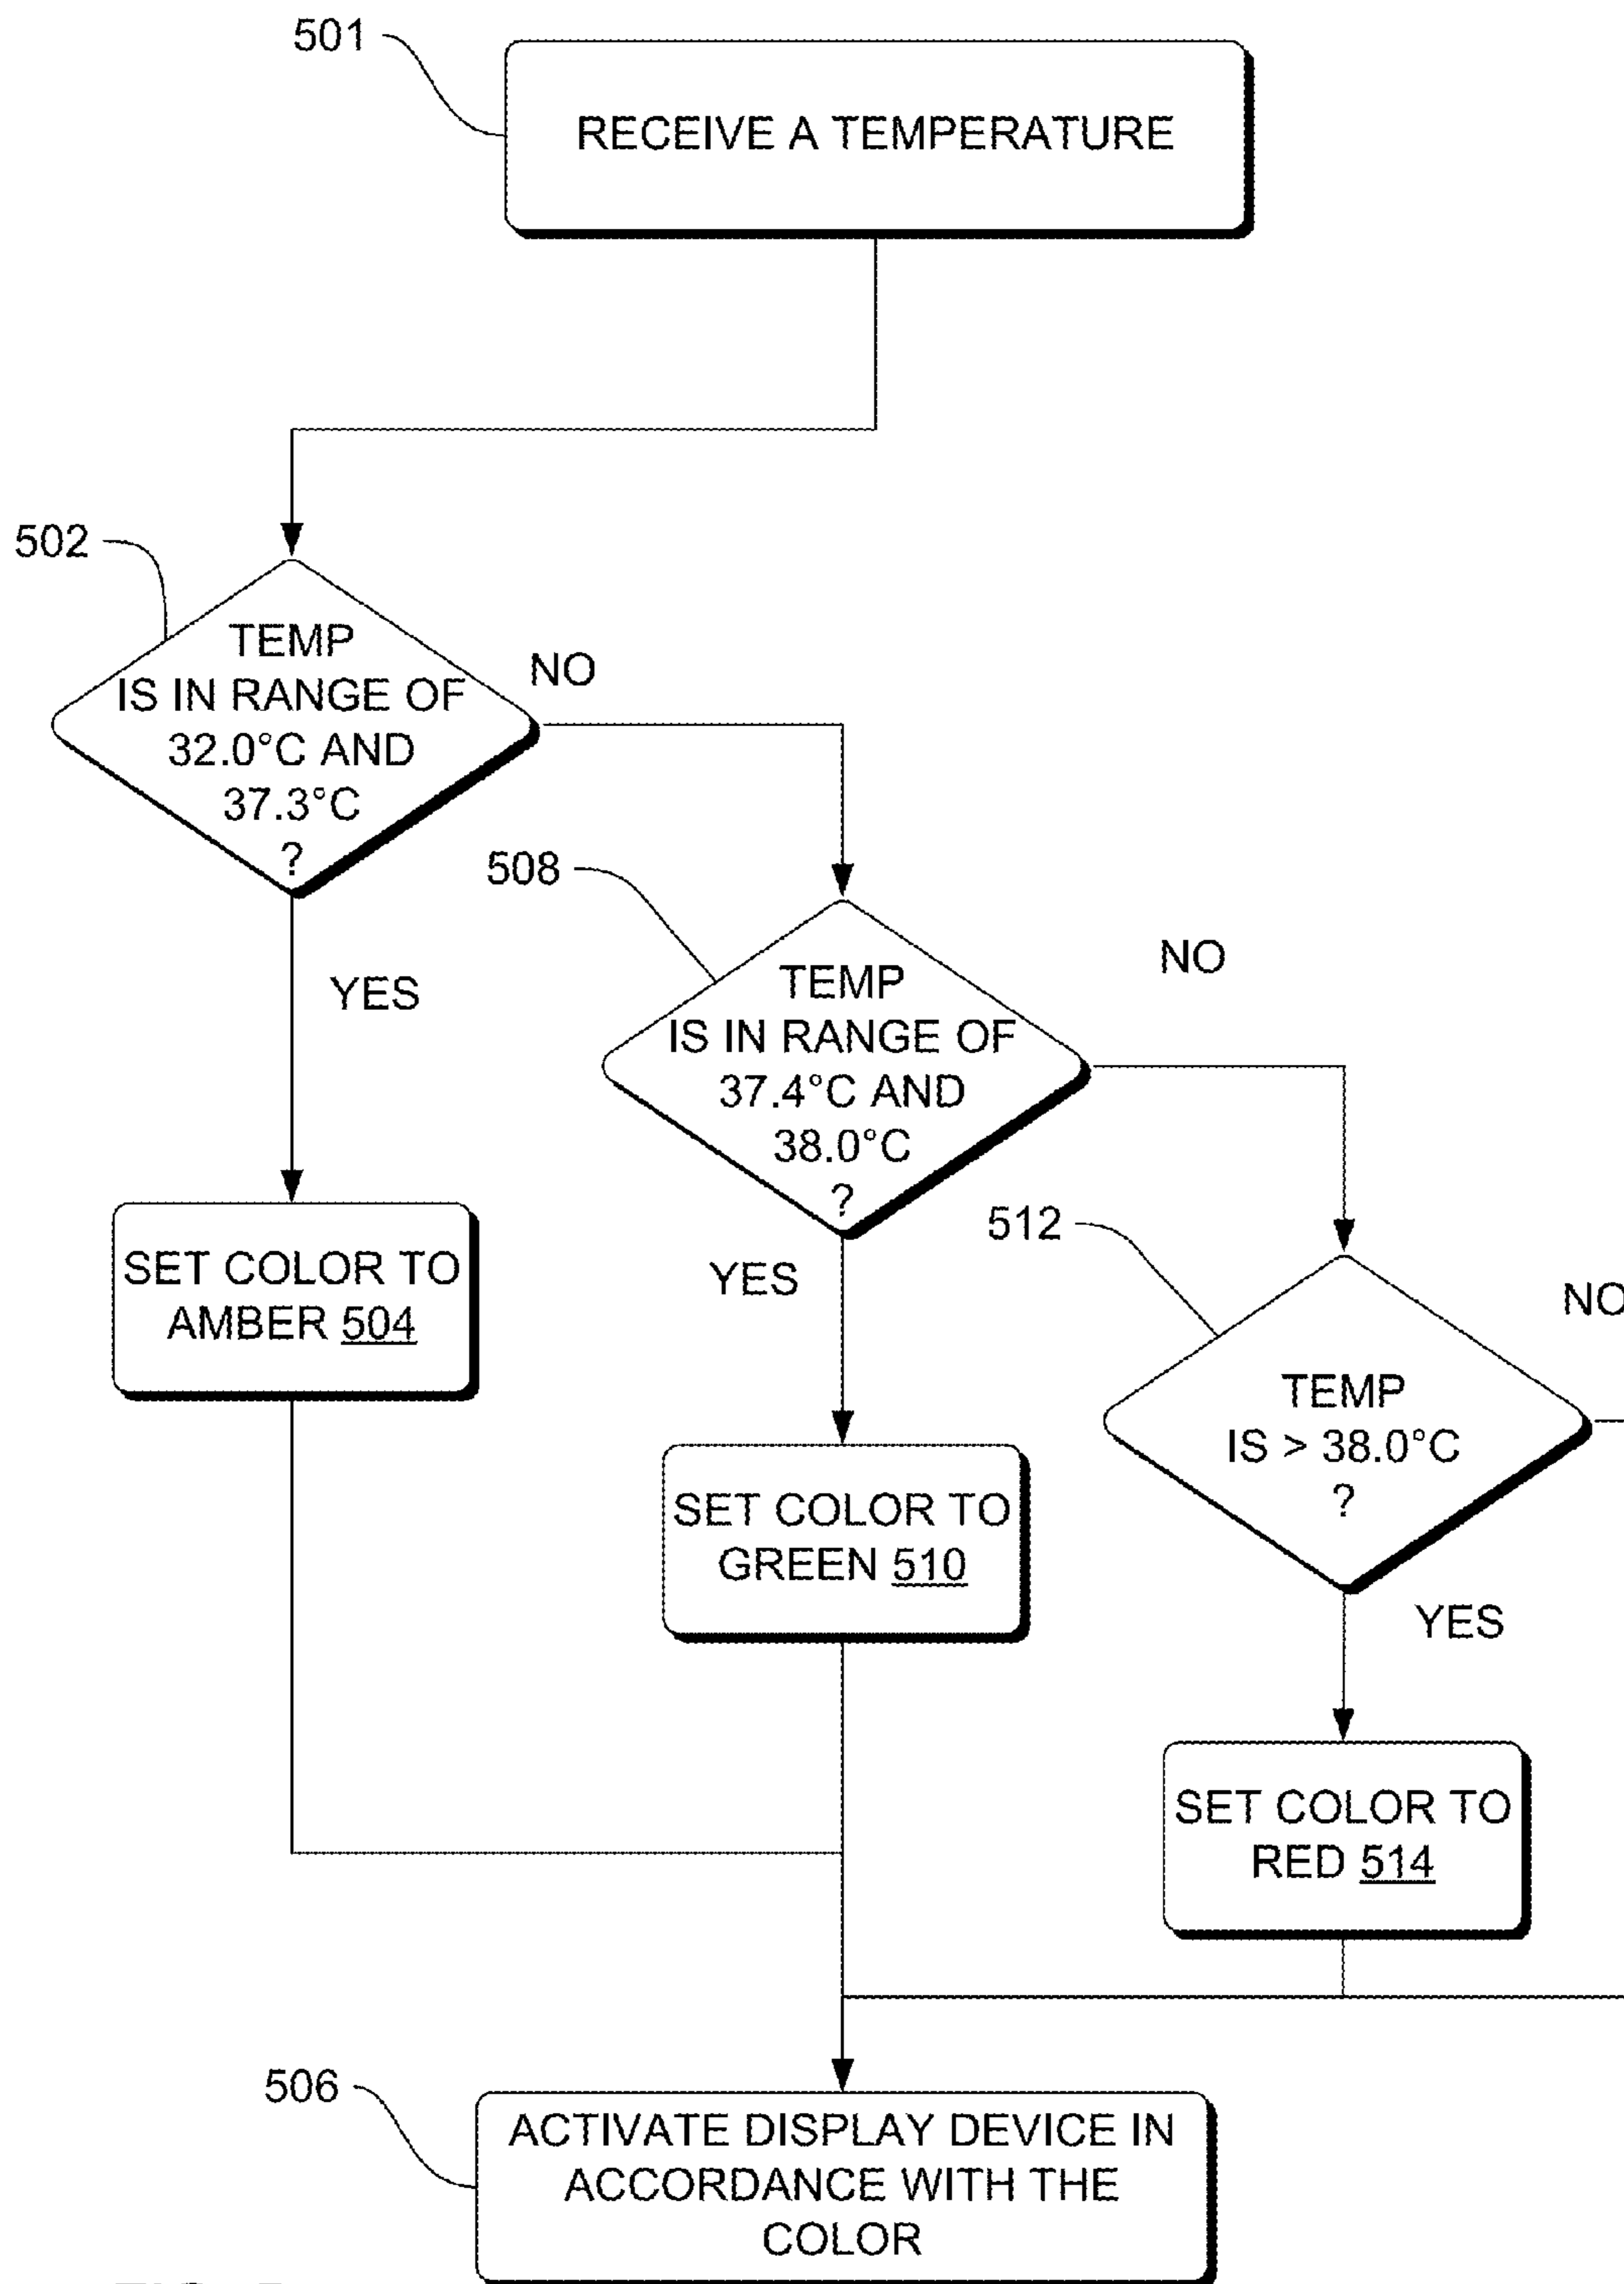 501
RECEIVE A TEMPERATURE
502
TEMP
IS IN RANGE OF
32.0°C AND
37.3°C
?
NO
YES
508
TEMP
IS IN RANGE OF
37.4°C AND
38.0°C
?
NO
YES
SET COLOR TO
AMBER 504
512
TEMP
IS > 38.0°C
?
NO
YES
SET COLOR TO
GREEN 510
SET COLOR TO
RED 514
506
ACTIVATE DISPLAY DEVICE IN
ACCORDANCE WITH THE
COLOR